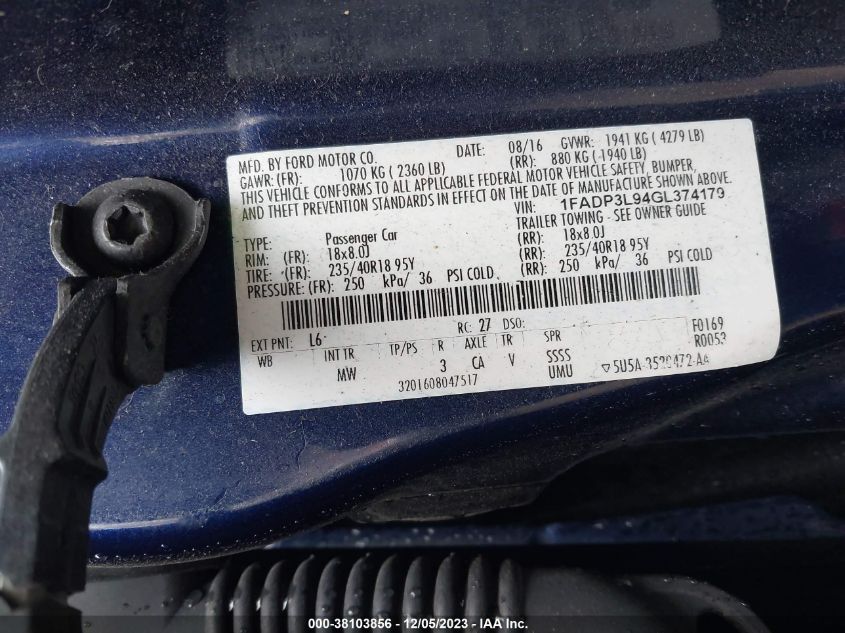 MFD. BY FORD MOTOR CO. DATE: 08/16 GVWR: 1941 KG ( 4279 LB)
GAWR: (FR): 1070 KG ( 2360 LB) (RR): 880 KG ( 1940 LB)
THIS VEHICLE CONFORMS TO ALL APPLICABLE FEDERAL MOTOR VEHICLE SAFETY, BUMPER,
AND THEFT PREVENTION STANDARDS IN EFFECT ON THE DATE OF MANUFACTURE SHOWN ABOVE.
VIN: 1FADP3L94GL374179
TYPE: Passenger Car TRAILER TOWING - SEE OWNER GUIDE
RIM: (FR): 18x8.0J (RR): 18x8.0J
TIRE: (FR): 235/40R18 95Y (RR): 235/40R18 95Y
PRESSURE: (FR): 250 kPa/ 36 PSI COLD (RR): 250 kPa/ 36 PSI COLD
EXT PNT: L6 RC: 27 DSO: F0169
WB INT TR TP/PS R AXLE TR SPR R0053
MW 3 CA V SSSS
UMU
3201608047517
000-38103856 - 12/05/2023 - IAAI.com